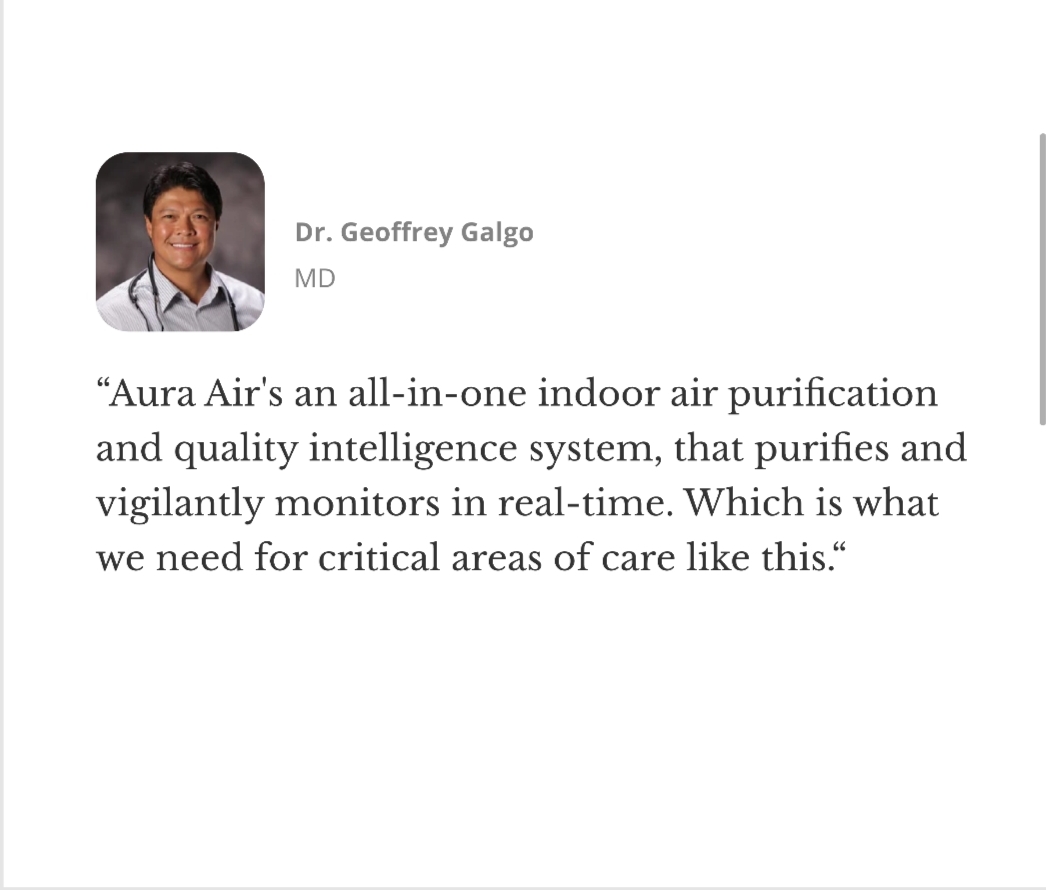 Dr. Geoffrey Galgo
MD
“Aura Air's an all-in-one indoor air purification
and quality intelligence system, that purifies and
vigilantly monitors in real-time. Which is what
we need for critical areas of care like this.“